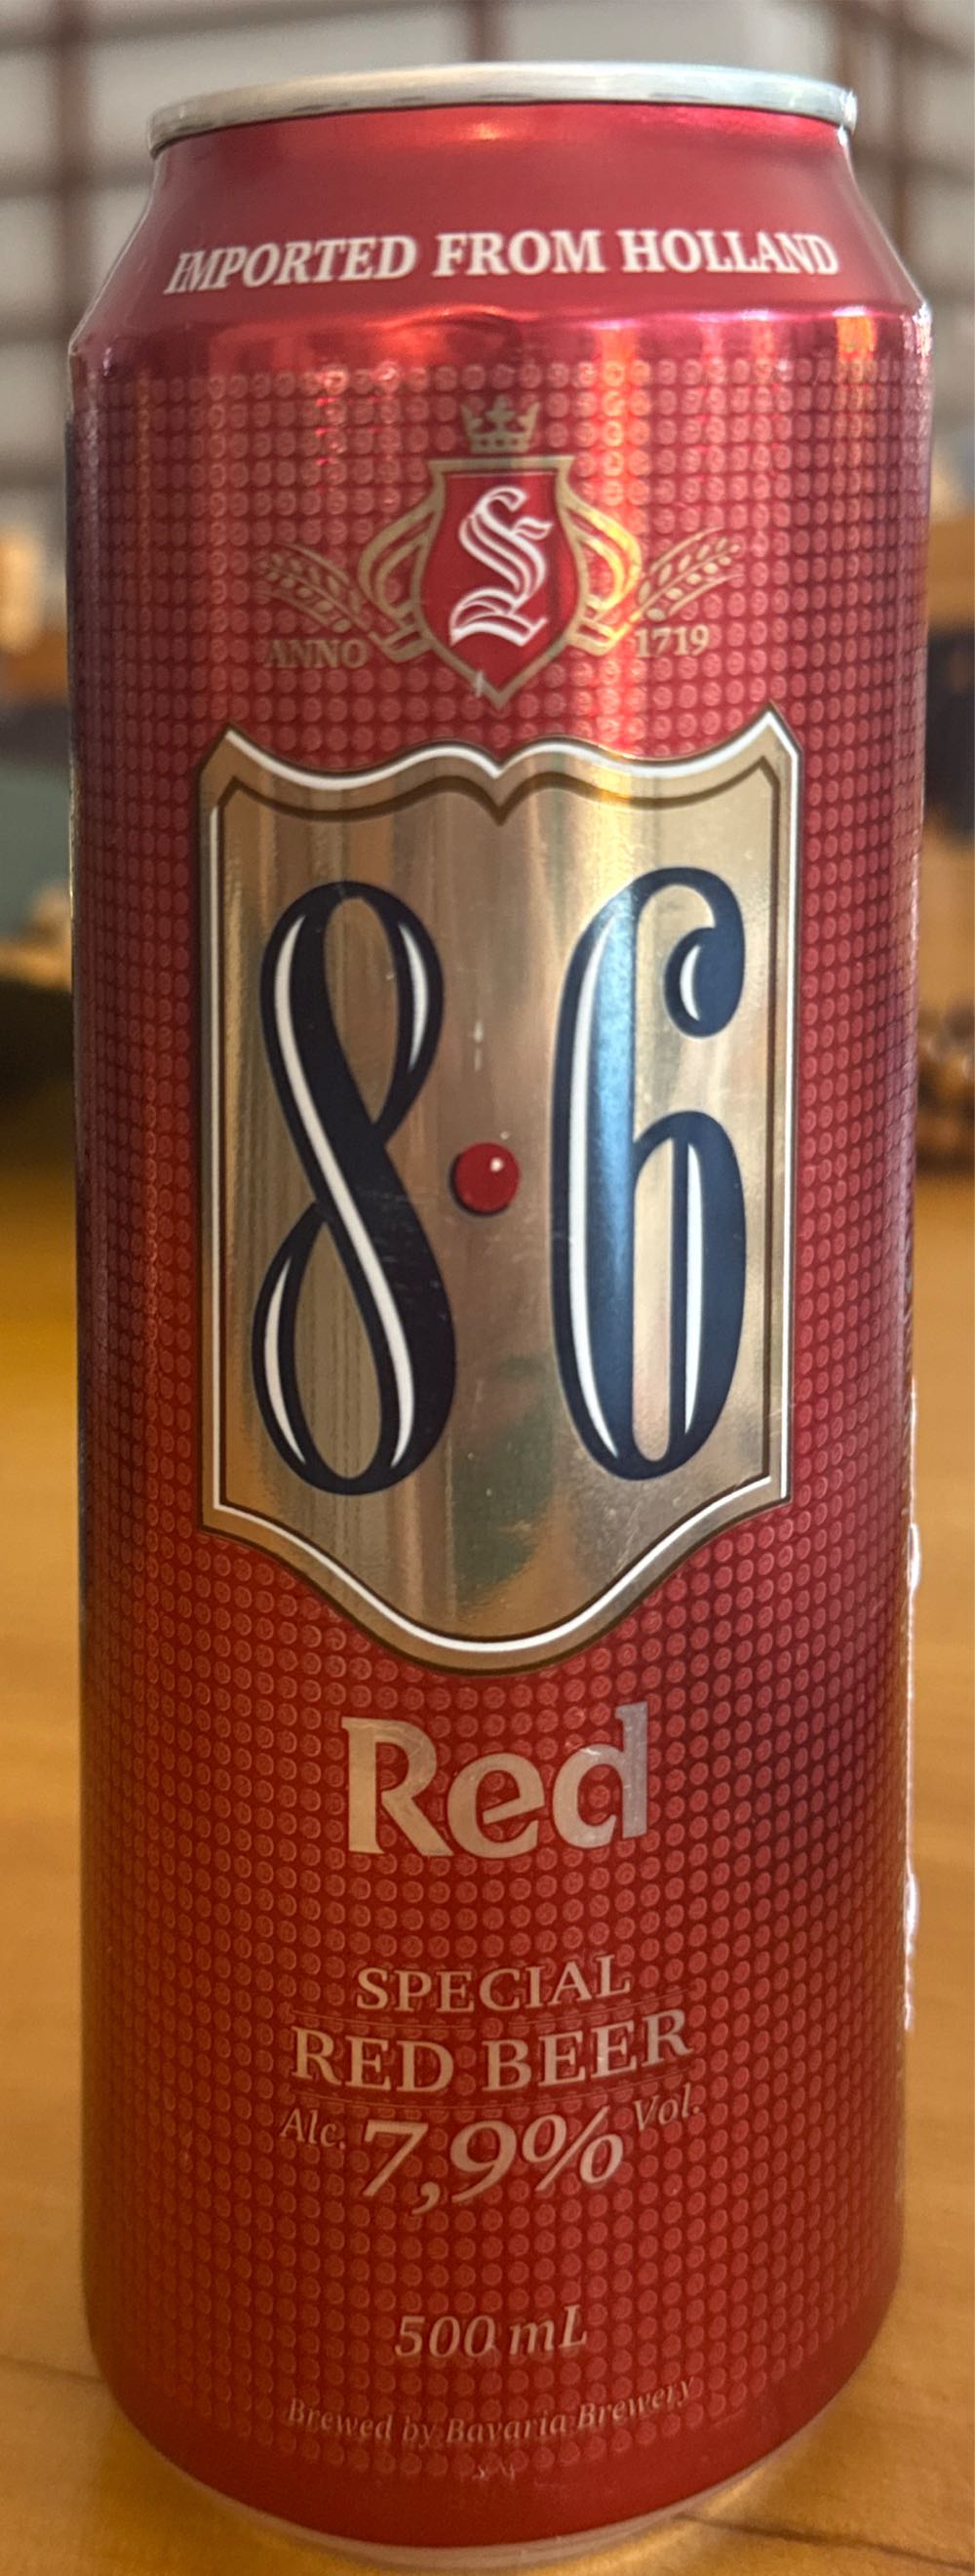 IMPORTED FROM HOLLAND
S
ANNO 1719
8·6
Red
SPECIAL
RED BEER
Alc. 7,9% Vol.
500 mL
Brewed by Bavaria Brewery